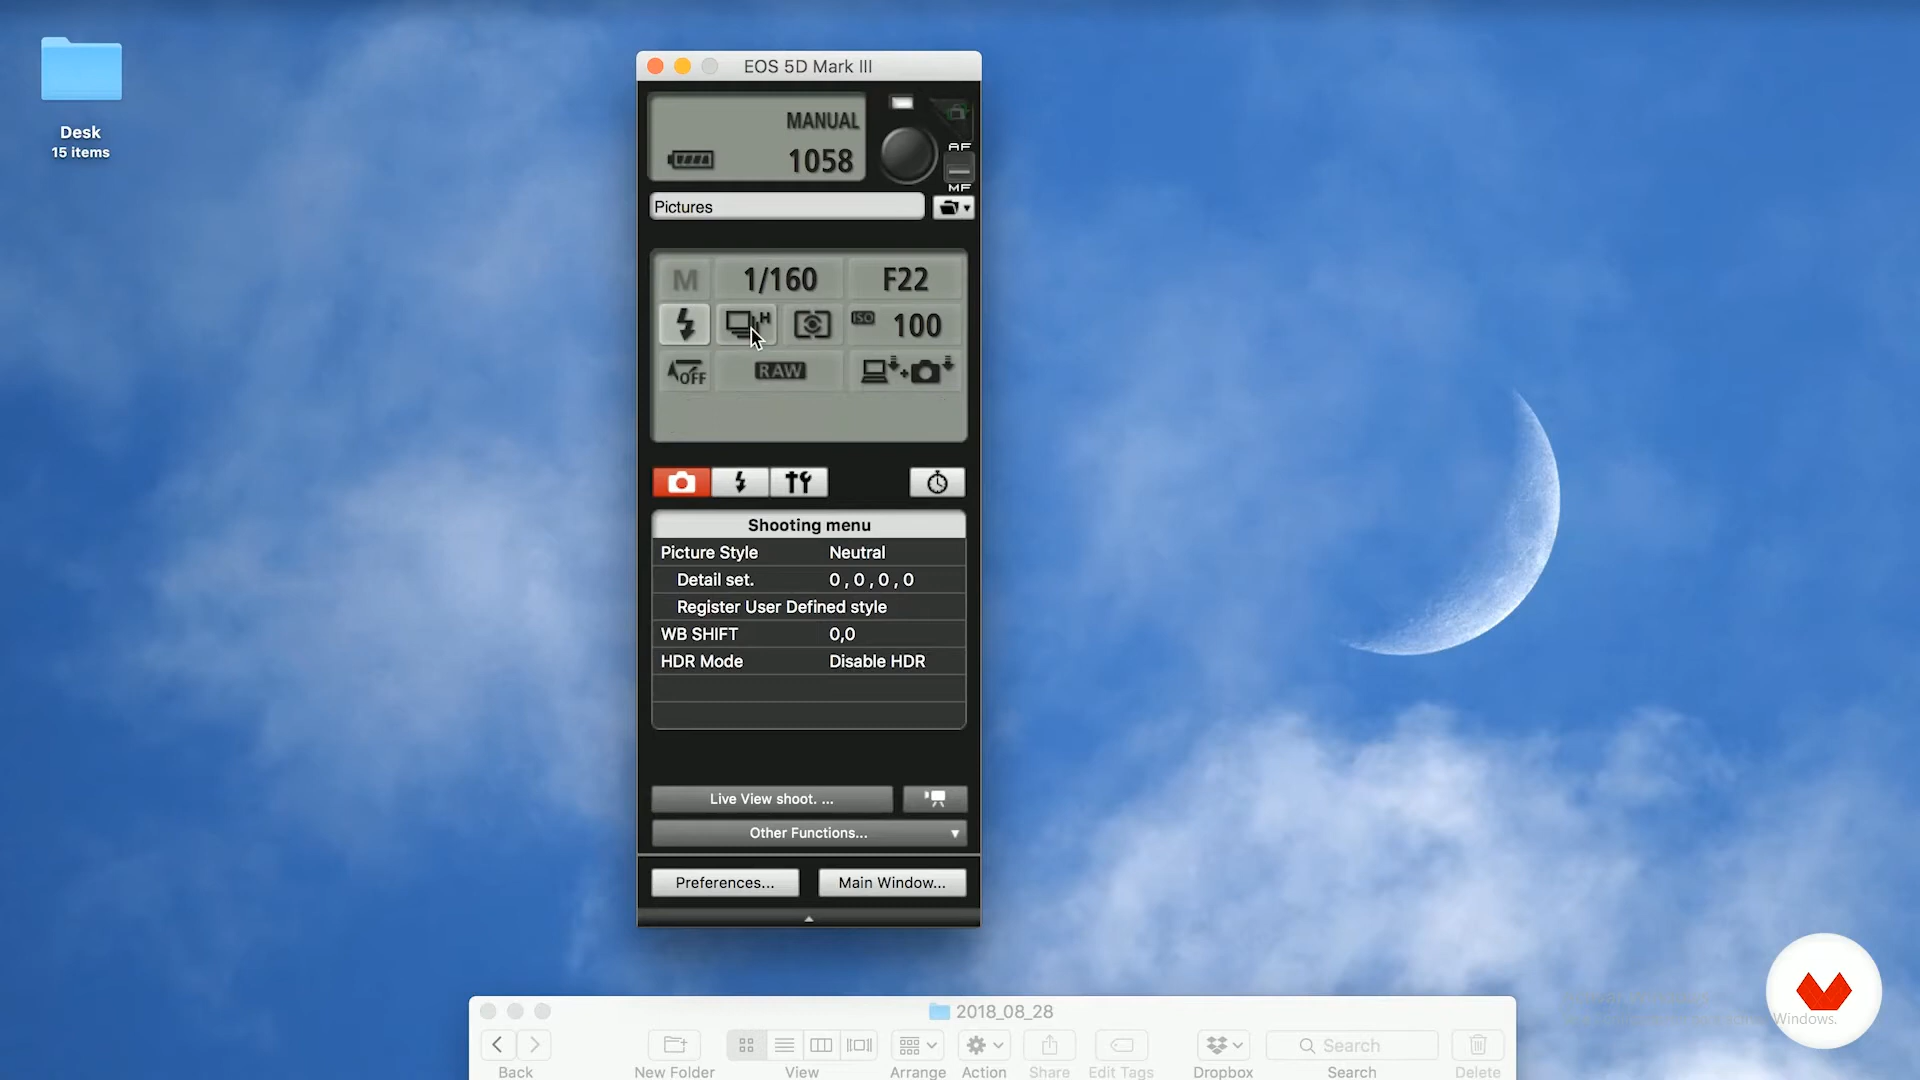 Desk
15 items
EOS 5D Mark III
MANUAL
1058
AF
MF
Pictures
M 1/160 F22
H ISO 100
OFF RAW
Shooting menu
Picture Style Neutral
Detail set. 0 , 0 , 0 , 0
Register User Defined style
WB SHIFT 0,0
HDR Mode Disable HDR
Live View shoot. ...
Other Functions...
Preferences... Main Window...
2018_08_28
Search
Back New Folder View Arrange Action Share Edit Tags Dropbox Search Delete
Windows.